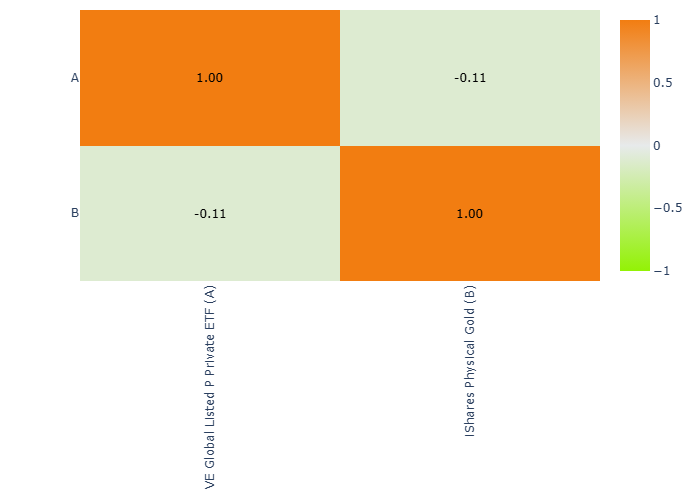 A
1.00
-0.11
B
-0.11
1.00
VE Global Listed P Private ETF (A)
IShares Physical Gold (B)
1
0.5
0
−0.5
−1